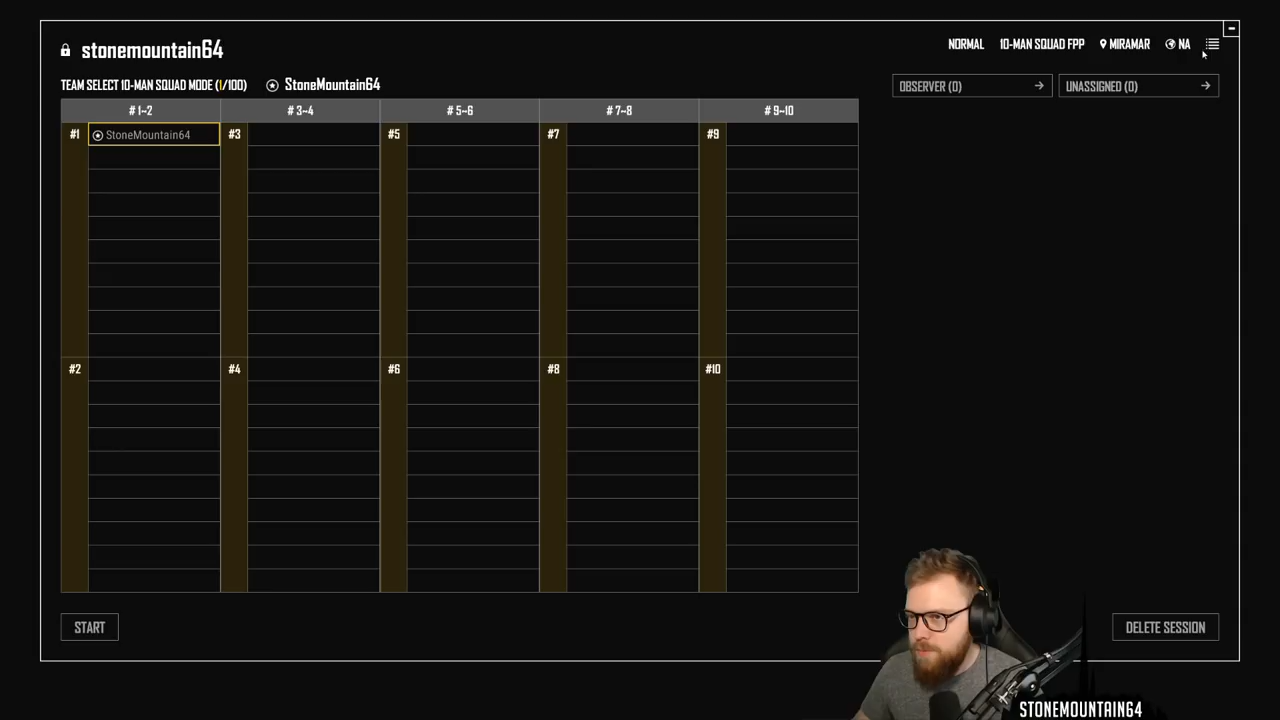 stonemountain64
NORMAL 10-MAN SQUAD FPP MIRAMAR NA
TEAM SELECT 10-MAN SQUAD MODE (1/100) StoneMountain64
OBSERVER (0) UNASSIGNED (0)
# 1~2 # 3~4 # 5~6 # 7~8 # 9~10
#1 StoneMountain64 #3 #5 #7 #9
#2 #4 #6 #8 #10
START
DELETE SESSION
STONEMOUNTAIN64